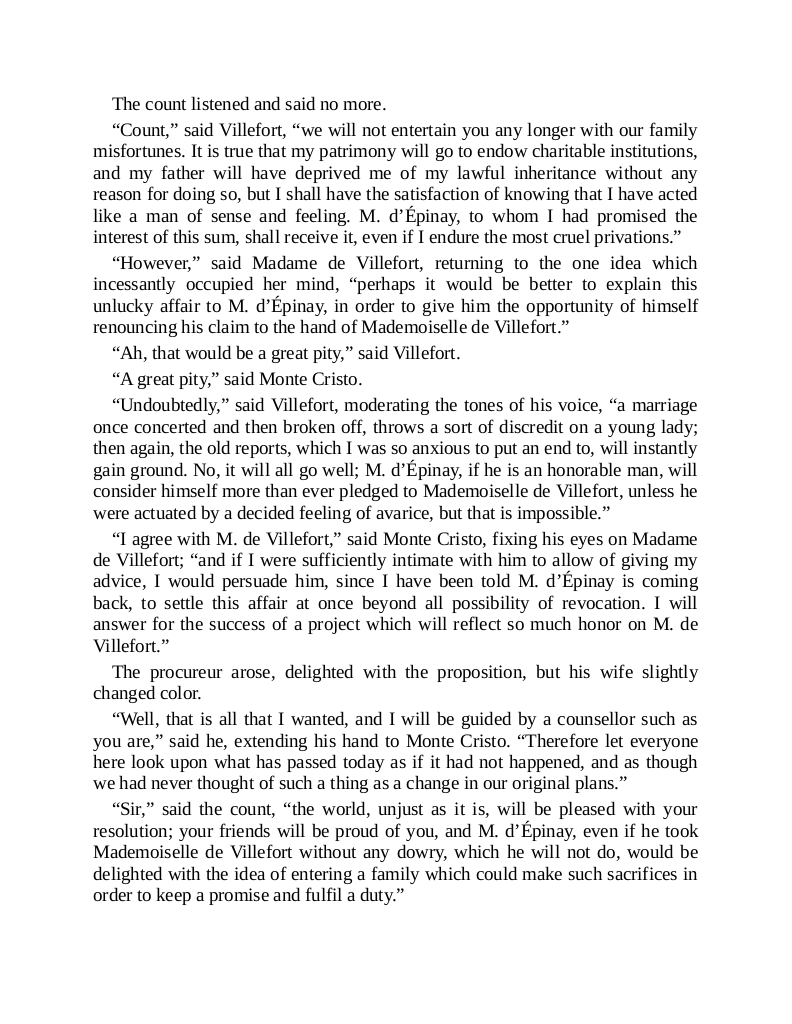 The count listened and said no more.
“Count,” said Villefort, “we will not entertain you any longer with our family
misfortunes. It is true that my patrimony will go to endow charitable institutions,
and my father will have deprived me of my lawful inheritance without any
reason for doing so, but I shall have the satisfaction of knowing that I have acted
like a man of sense and feeling. M. d’Épinay, to whom I had promised the
interest of this sum, shall receive it, even if I endure the most cruel privations.”
“However,” said Madame de Villefort, returning to the one idea which
incessantly occupied her mind, “perhaps it would be better to explain this
unlucky affair to M. d’Épinay, in order to give him the opportunity of himself
renouncing his claim to the hand of Mademoiselle de Villefort.”
“Ah, that would be a great pity,” said Villefort.
“A great pity,” said Monte Cristo.
“Undoubtedly,” said Villefort, moderating the tones of his voice, “a marriage
once concerted and then broken off, throws a sort of discredit on a young lady;
then again, the old reports, which I was so anxious to put an end to, will instantly
gain ground. No, it will all go well; M. d’Épinay, if he is an honorable man, will
consider himself more than ever pledged to Mademoiselle de Villefort, unless he
were actuated by a decided feeling of avarice, but that is impossible.”
“I agree with M. de Villefort,” said Monte Cristo, fixing his eyes on Madame
de Villefort; “and if I were sufficiently intimate with him to allow of giving my
advice, I would persuade him, since I have been told M. d’Épinay is coming
back, to settle this affair at once beyond all possibility of revocation. I will
answer for the success of a project which will reflect so much honor on M. de
Villefort.”
The procureur arose, delighted with the proposition, but his wife slightly
changed color.
“Well, that is all that I wanted, and I will be guided by a counsellor such as
you are,” said he, extending his hand to Monte Cristo. “Therefore let everyone
here look upon what has passed today as if it had not happened, and as though
we had never thought of such a thing as a change in our original plans.”
“Sir,” said the count, “the world, unjust as it is, will be pleased with your
resolution; your friends will be proud of you, and M. d’Épinay, even if he took
Mademoiselle de Villefort without any dowry, which he will not do, would be
delighted with the idea of entering a family which could make such sacrifices in
order to keep a promise and fulfil a duty.”